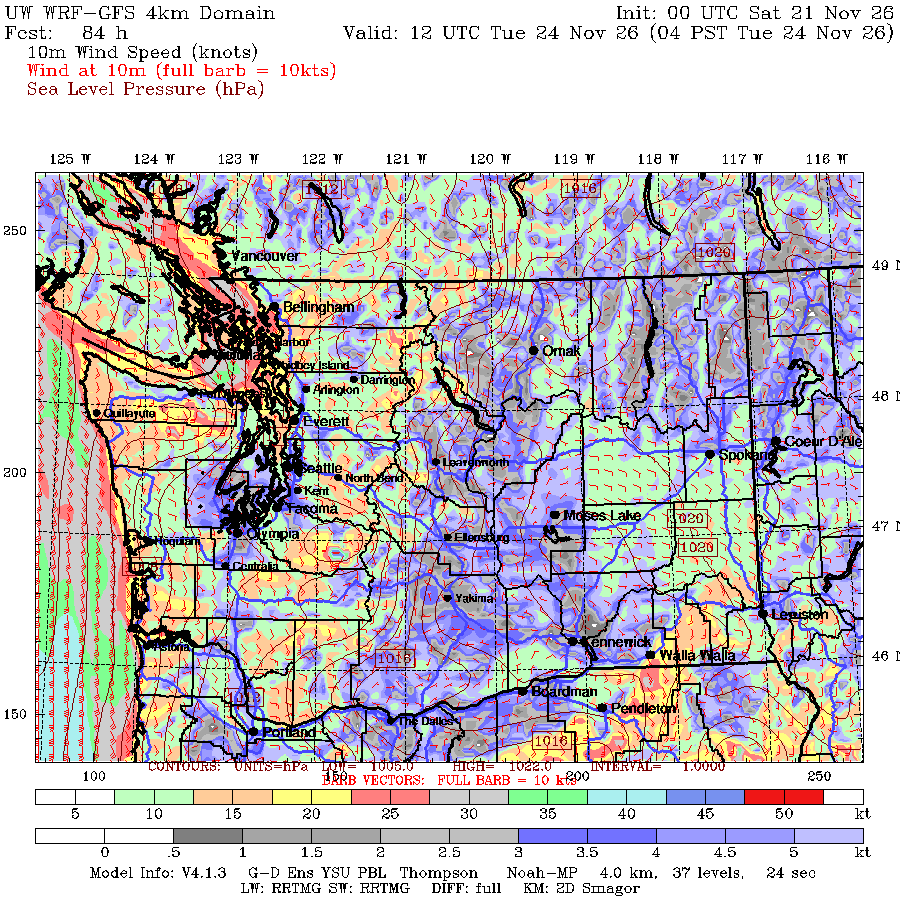 UW WRF-GFS 4km Domain Init: 00 UTC Sat 21 Nov 26
Fcst: 84 h Valid: 12 UTC Tue 24 Nov 26 (04 PST Tue 24 Nov 26)
10m Wind Speed (knots)
Wind at 10m (full barb = 10kts)
Sea Level Pressure (hPa)
125 W 124 W 123 W 122 W 121 W 120 W 119 W 118 W 117 W 116 W
1012 1016
250
Vancouver
1020
49 N
Bellingham
Omak
Darrington
Arlington
48 N
Quillayute
Everett
Coeur D'Ale
Spokane
Leavenworth
200
Seattle
North Bend
Kent
Tacoma
Moses Lake
1020
47 N
Olympia
Ellensburg
Hoquiam
1020
Centralia
Yakima
Lewiston
Kennewick
Astoria
Walla Walla
46 N
1016
Boardman
Pendleton
150
The Dalles
Portland
1016
CONTOURS: UNITS=hPa LOW= 1005.0 HIGH= 1022.0 INTERVAL= 1.0000
100 150 200 250
BARB VECTORS: FULL BARB = 10 kts
5 10 15 20 25 30 35 40 45 50 kt
0 .5 1 1.5 2 2.5 3 3.5 4 4.5 5 kt
Model Info: V4.1.3 G-D Ens YSU PBL Thompson Noah-MP 4.0 km, 37 levels, 24 sec
LW: RRTMG SW: RRTMG DIFF: full KM: 2D Smagor